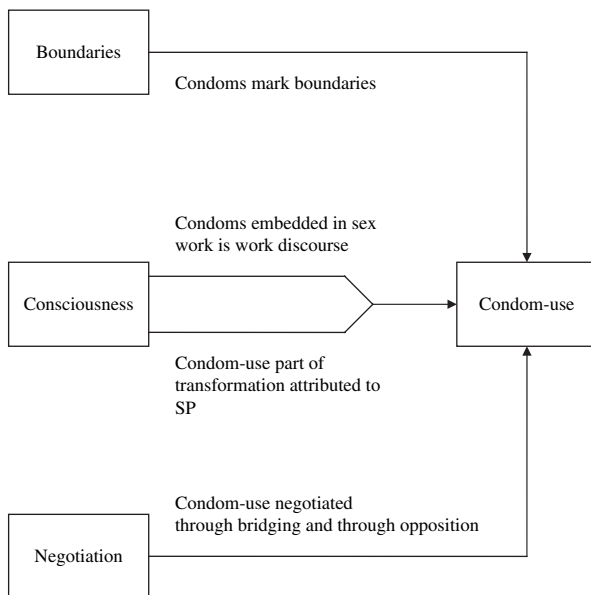 Boundaries
Condoms mark boundaries
Condoms embedded in sex
work is work discourse
Consciousness
Condom-use
Condom-use part of
transformation attributed to
SP
Condom-use negotiated
through bridging and through opposition
Negotiation